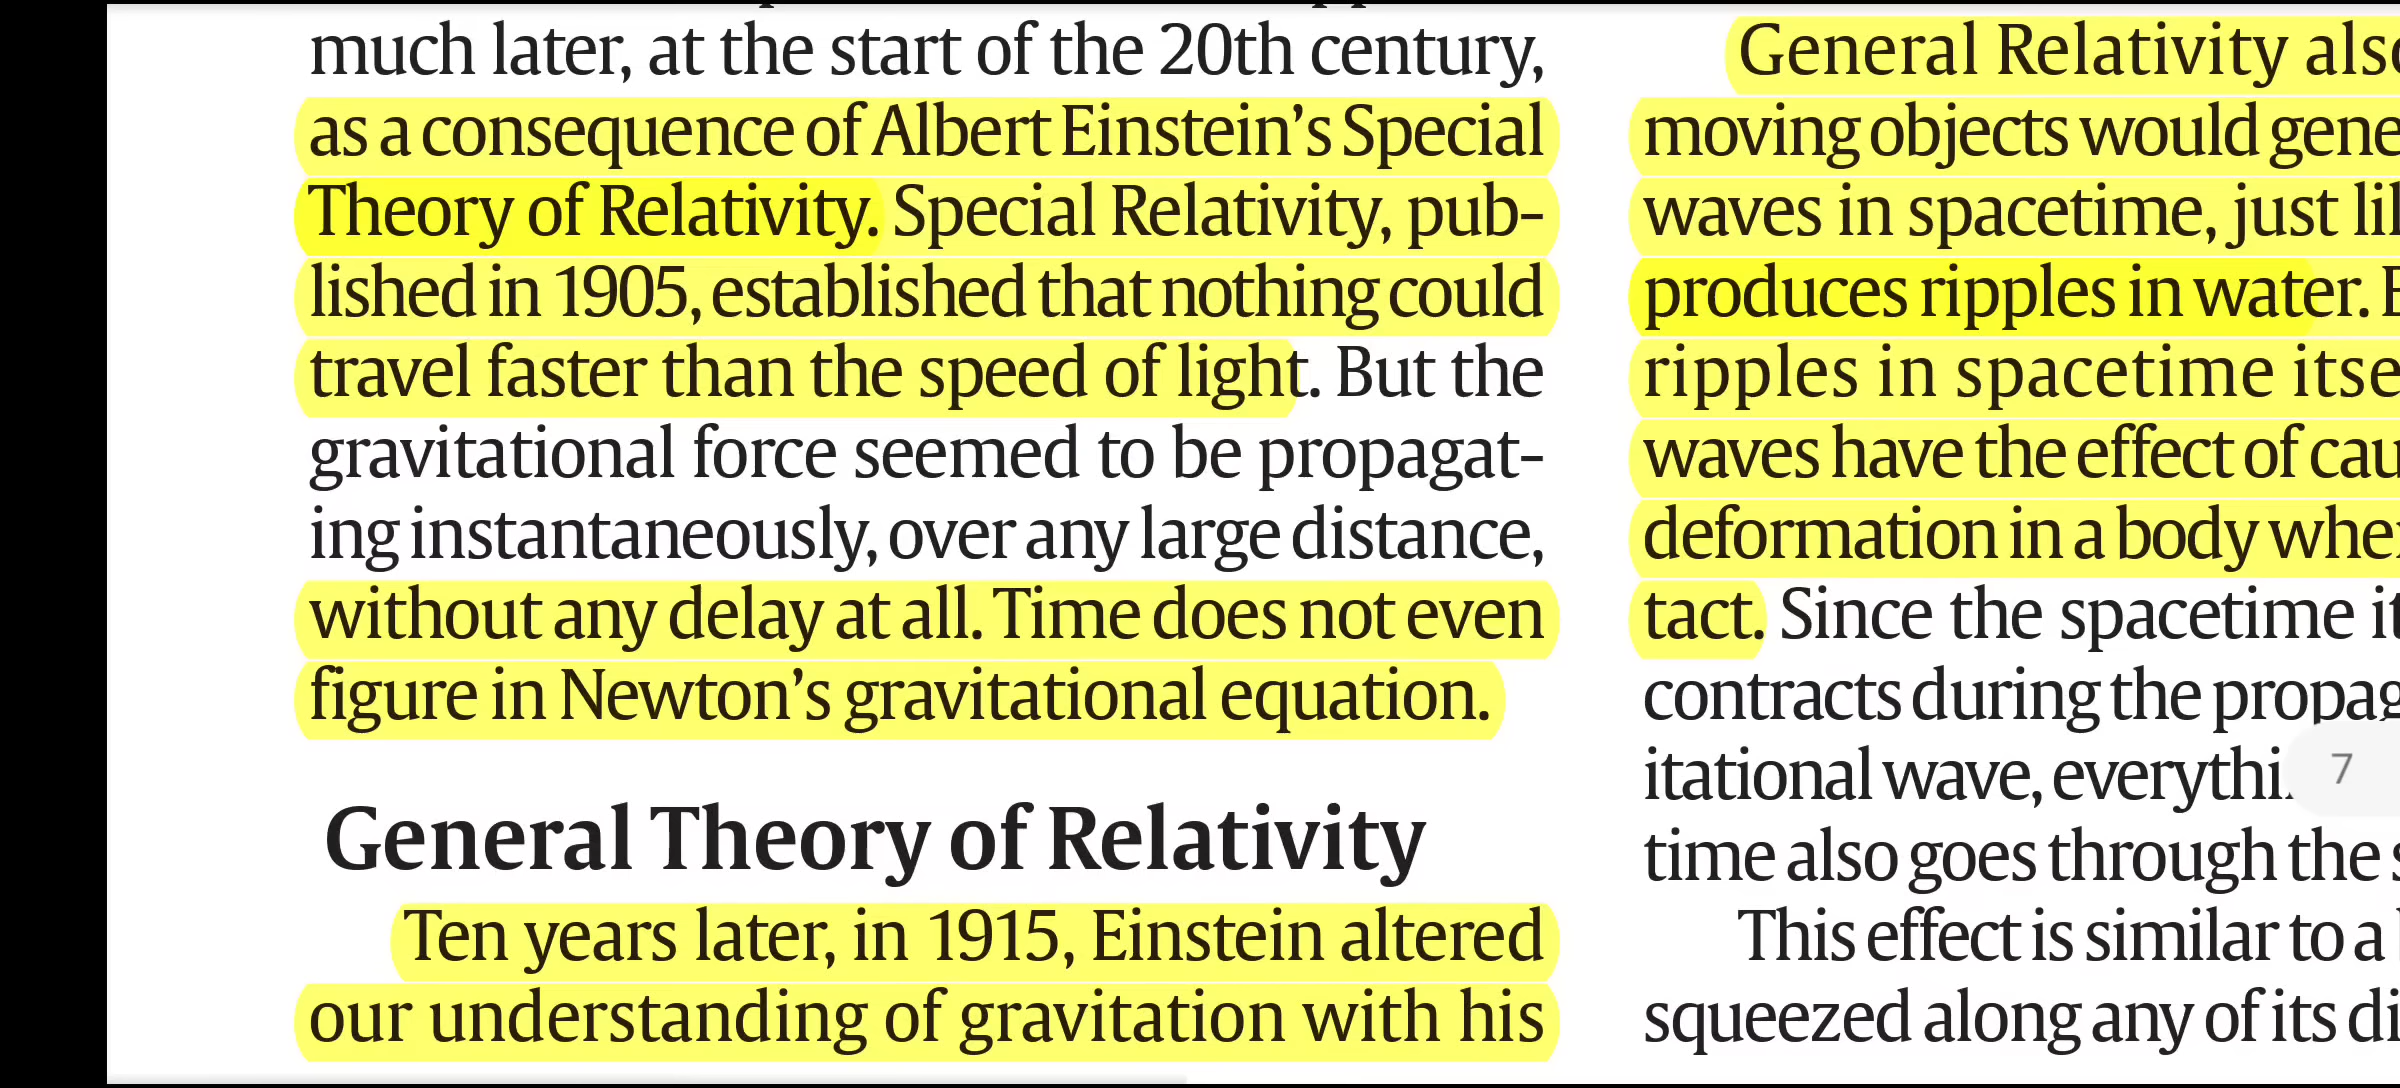 much later, at the start of the 20th century,
as a consequence of Albert Einstein’s Special
Theory of Relativity. Special Relativity, pub-
lished in 1905, established that nothing could
travel faster than the speed of light. But the
gravitational force seemed to be propagat-
ing instantaneously, over any large distance,
without any delay at all. Time does not even
figure in Newton’s gravitational equation.
General Theory of Relativity
Ten years later, in 1915, Einstein altered
our understanding of gravitation with his
General Relativity
moving objects would
waves in spacetime, just
produces ripples in water.
ripples in spacetime
waves have the effect of
deformation in a body
tact. Since the spacetime
contracts during the
itational wave,
time also goes through the
This effect is similar to a
squeezed along any of its
7